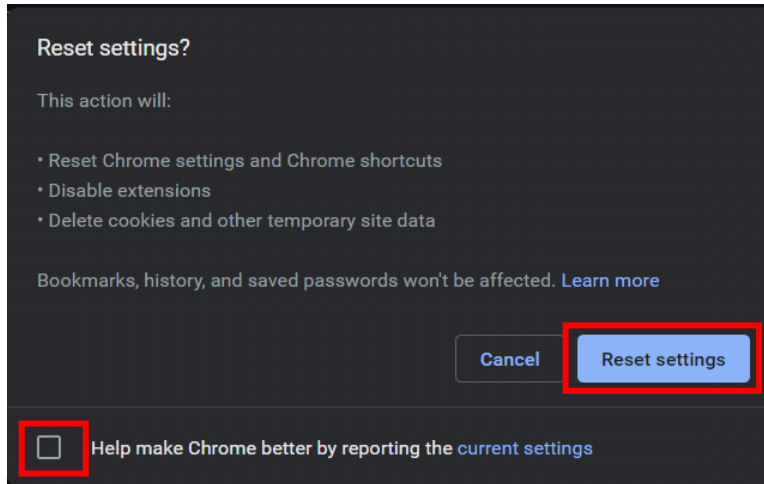 Reset settings?
This action will:
• Reset Chrome settings and Chrome shortcuts
• Disable extensions
• Delete cookies and other temporary site data
Bookmarks, history, and saved passwords won't be affected. Learn more
Cancel
Reset settings
Help make Chrome better by reporting the current settings